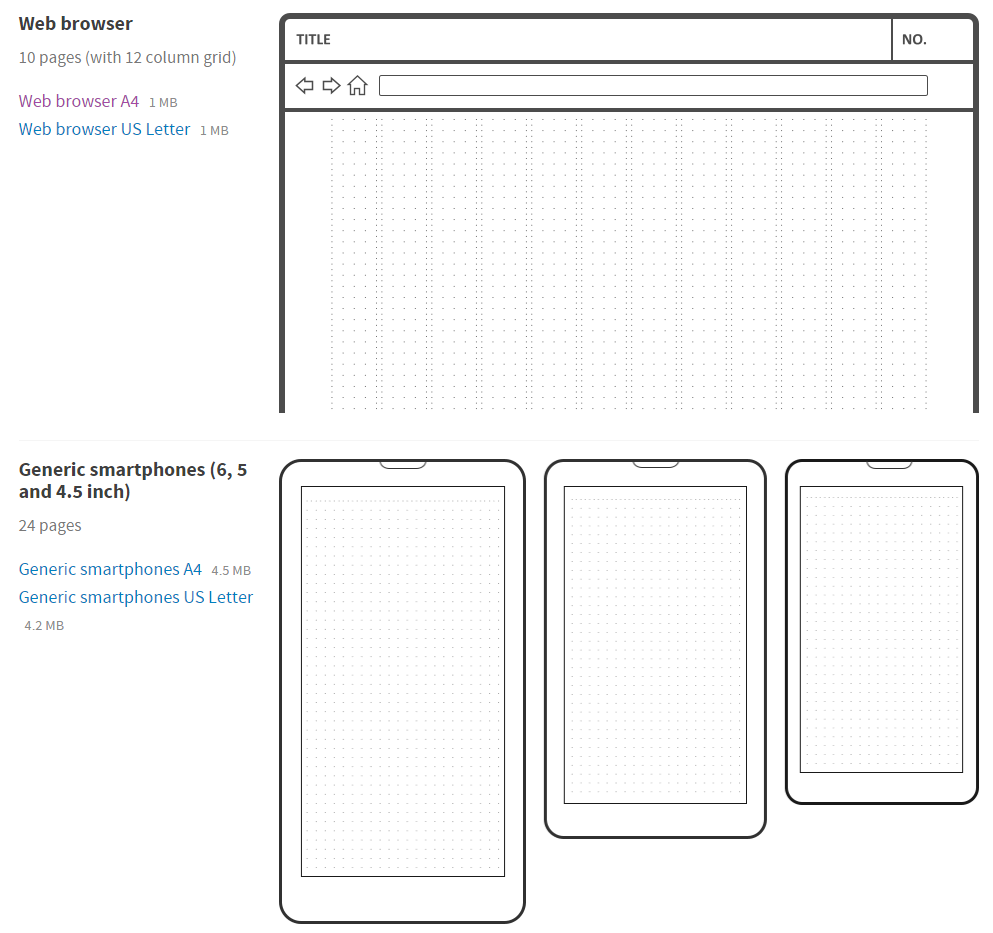 Web browser
10 pages (with 12 column grid)
Web browser A4 1 MB
Web browser US Letter 1 MB
TITLE
NO.
Generic smartphones (6, 5
and 4.5 inch)
24 pages
Generic smartphones A4 4.5 MB
Generic smartphones US Letter
4.2 MB